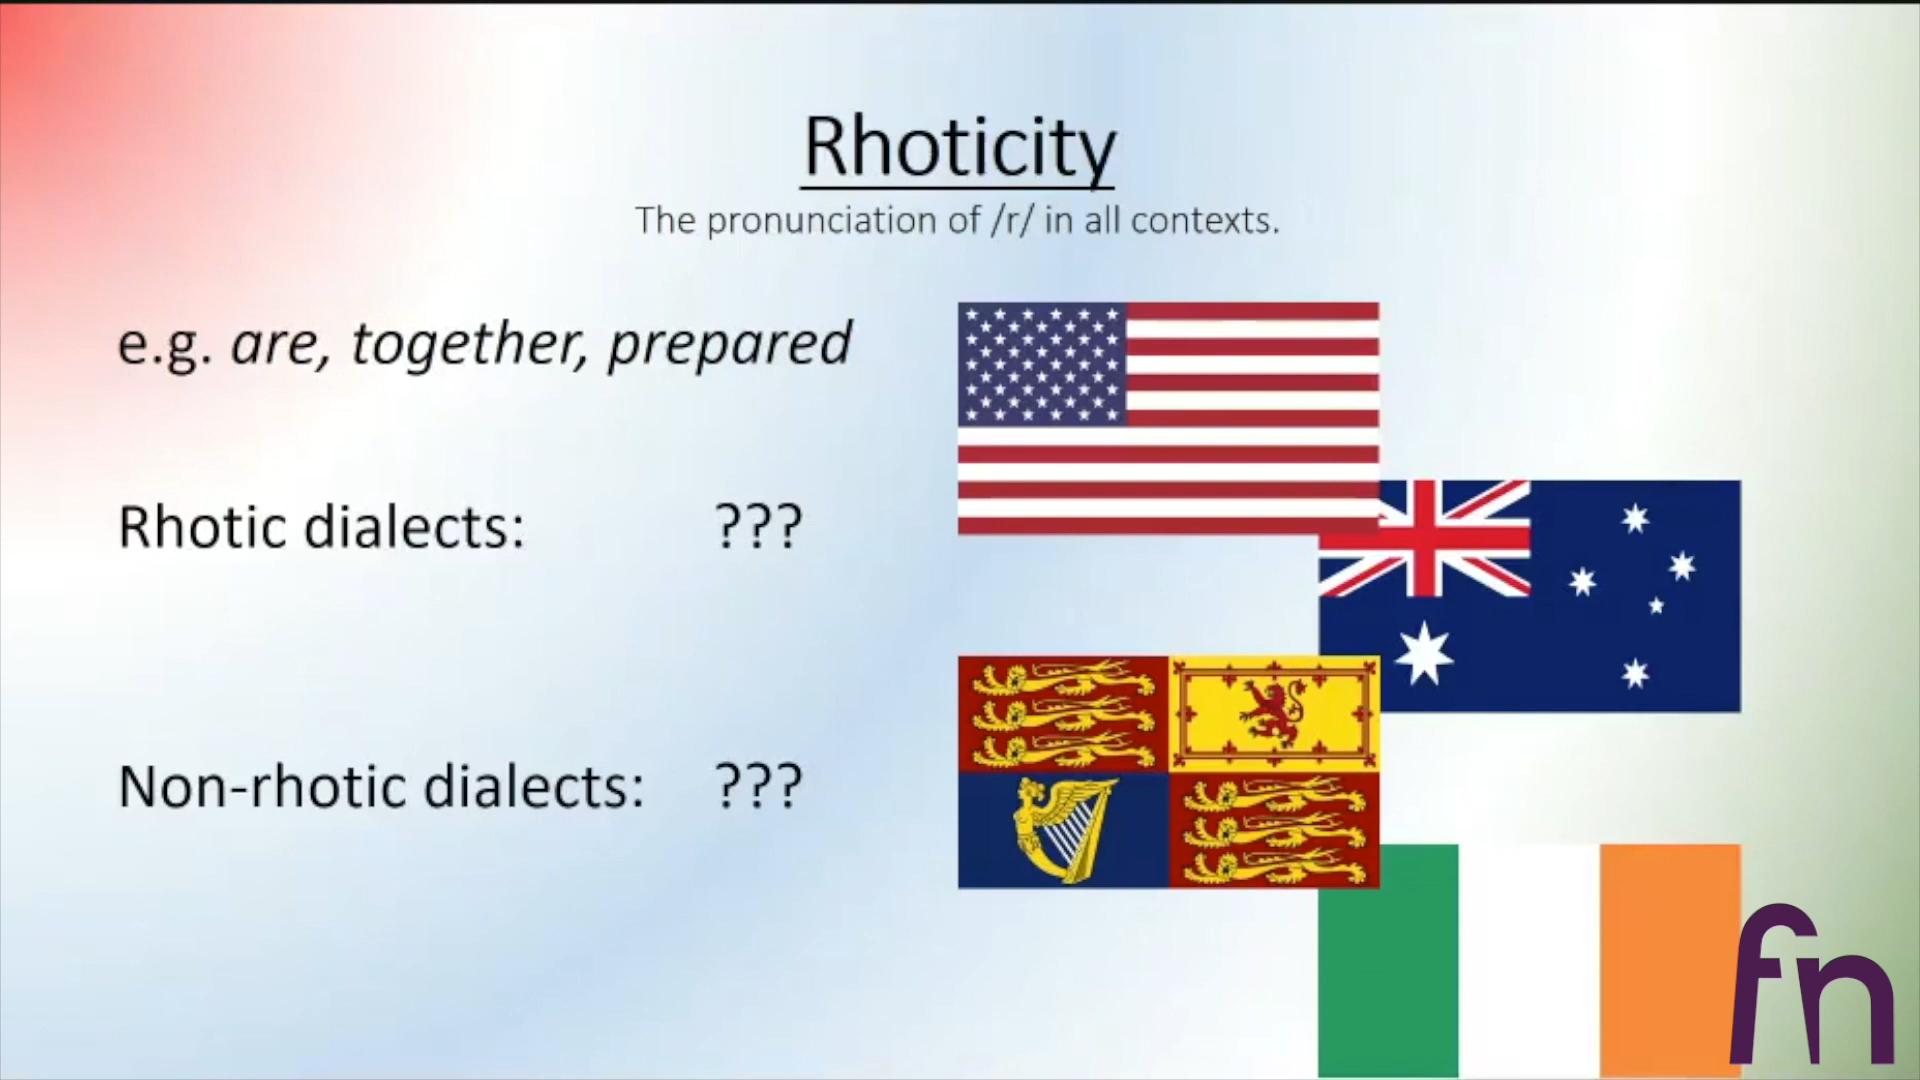 Rhoticity
The pronunciation of /r/ in all contexts.
e.g. are, together, prepared
Rhotic dialects: ???
Non-rhotic dialects: ???
fn